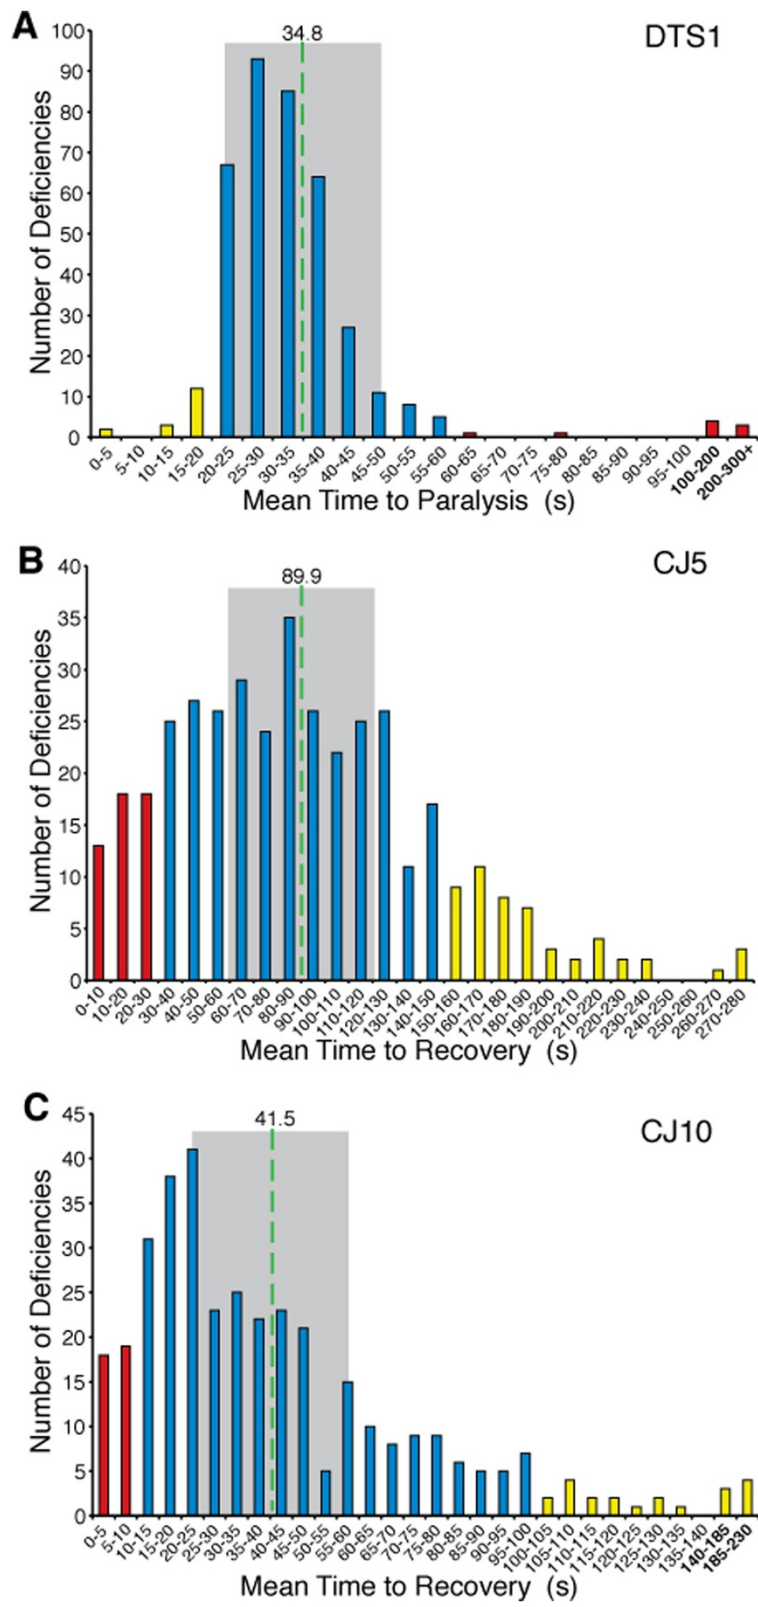 A
34.8
DTS1
100
90
80
70
60
50
40
30
20
10
0
Number of Deficiencies
0-5 5-10 10-15 15-20 20-25 25-30 30-35 35-40 40-45 45-50 50-55 55-60 60-65 65-70 70-75 75-80 80-85 85-90 90-95 95-100 100-200 200-300+
Mean Time to Paralysis (s)
B
89.9
CJ5
40
35
30
25
20
15
10
5
0
Number of Deficiencies
0-10 10-20 20-30 30-40 40-50 50-60 60-70 70-80 80-90 90-100 100-110 110-120 120-130 130-140 140-150 150-160 160-170 170-180 180-190 190-200 200-210 210-220 220-230 230-240 240-250 250-260 260-270 270-280
Mean Time to Recovery (s)
C
41.5
CJ10
45
40
35
30
25
20
15
10
5
0
Number of Deficiencies
0-5 5-10 10-15 15-20 20-25 25-30 30-35 35-40 40-45 45-50 50-55 55-60 60-65 65-70 70-75 75-80 80-85 85-90 90-95 95-100 100-105 105-110 110-115 115-120 120-125 125-130 130-135 135-140 140-185 185-230
Mean Time to Recovery (s)